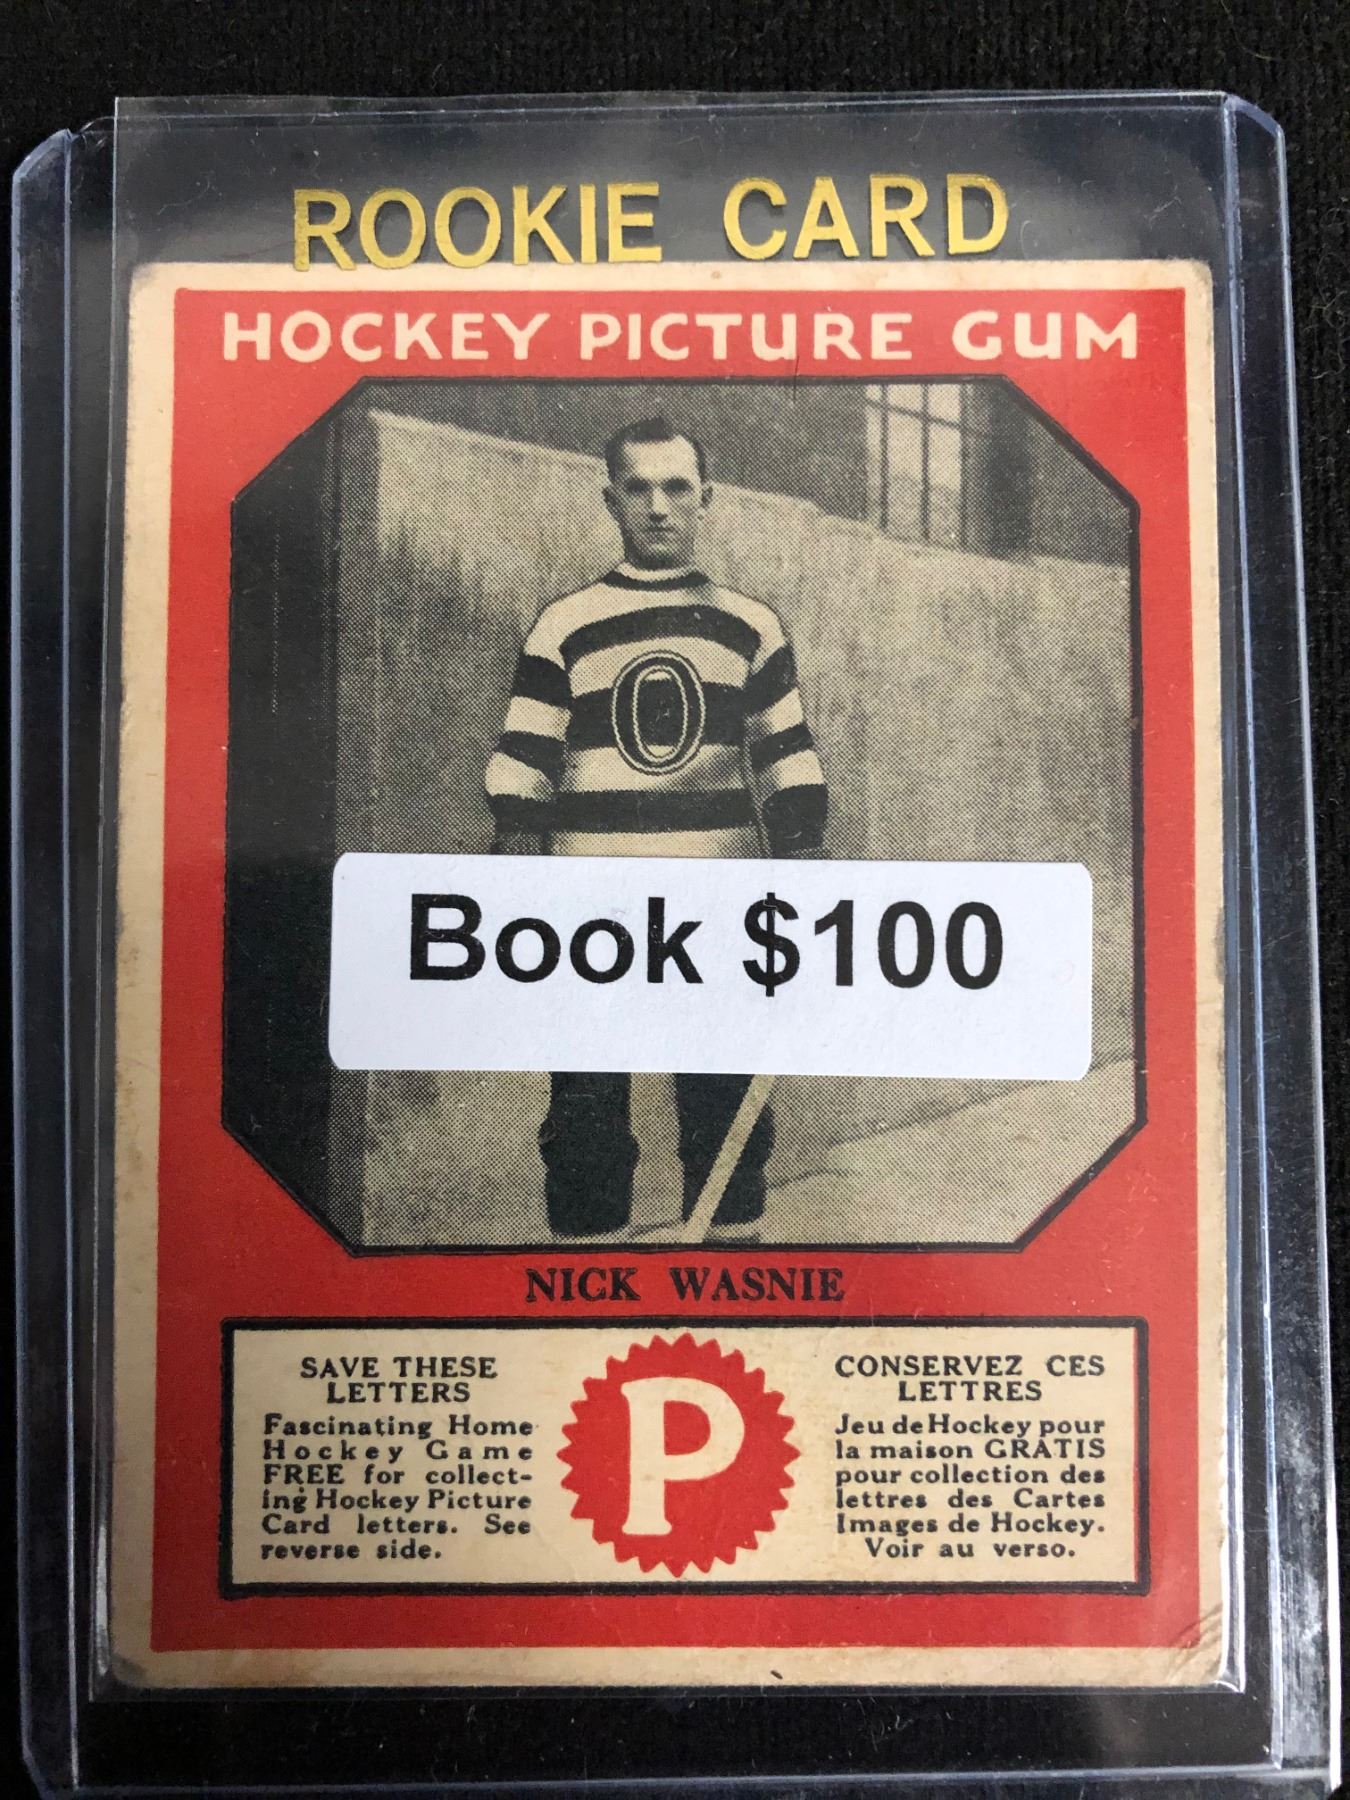 ROOKIE CARD
HOCKEY PICTURE GUM
O
Book $100
NICK WASNIE
SAVE THESE
LETTERS
Fascinating Home
Hockey Game
FREE for collect-
ing Hockey Picture
Card letters. See
reverse side.
P
CONSERVEZ CES
LETTRES
Jeu de Hockey pour
la maison GRATIS
pour collection des
lettres des Cartes
Images de Hockey.
Voir au verso.